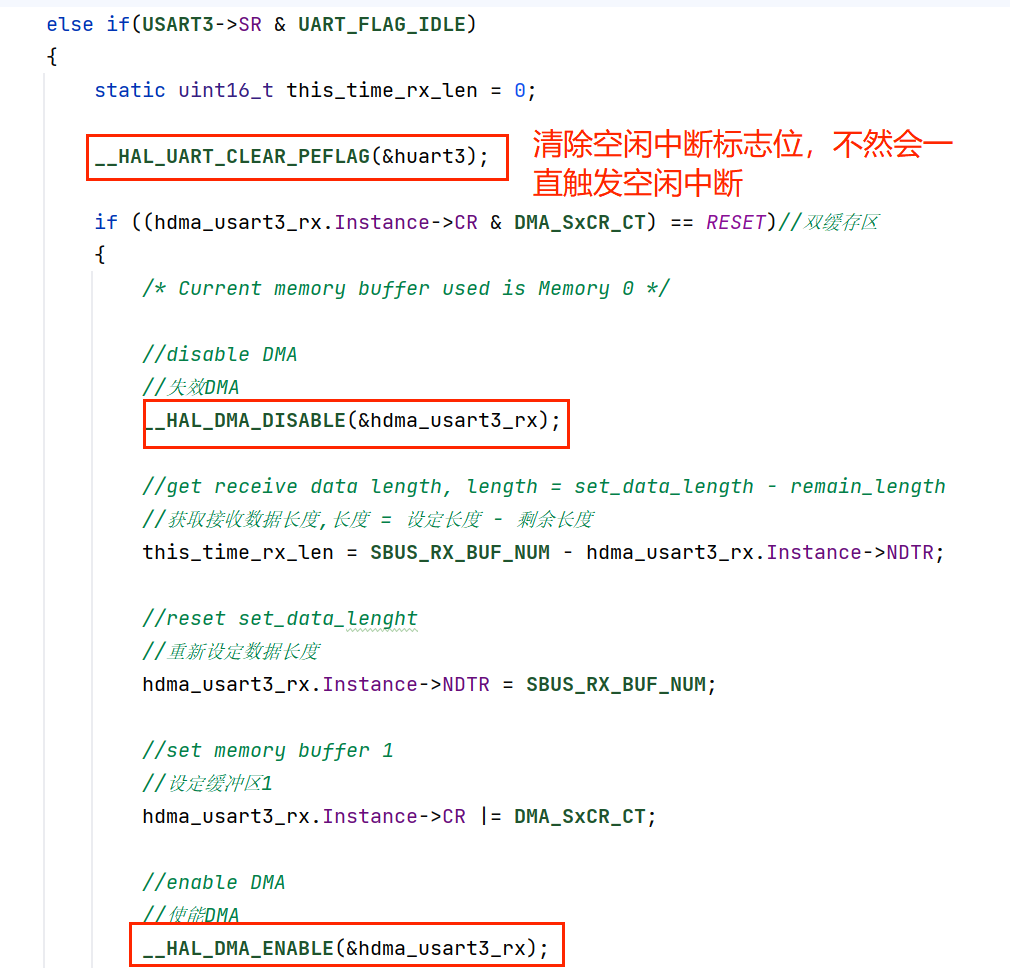 else if(USART3->SR & UART_FLAG_IDLE)
{
static uint16_t this_time_rx_len = 0;
__HAL_UART_CLEAR_PEFLAG(&huart3);
清除空闲中断标志位，不然会一
直触发空闲中断
if ((hdma_usart3_rx.Instance->CR & DMA_SxCR_CT) == RESET)//双缓存区
{
/* Current memory buffer used is Memory 0 */
//disable DMA
//失效DMA
__HAL_DMA_DISABLE(&hdma_usart3_rx);
//get receive data length, length = set_data_length - remain_length
//获取接收数据长度,长度 = 设定长度 - 剩余长度
this_time_rx_len = SBUS_RX_BUF_NUM - hdma_usart3_rx.Instance->NDTR;
//reset set_data_lenght
//重新设定数据长度
hdma_usart3_rx.Instance->NDTR = SBUS_RX_BUF_NUM;
//set memory buffer 1
//设定缓冲区1
hdma_usart3_rx.Instance->CR |= DMA_SxCR_CT;
//enable DMA
//使能DMA
__HAL_DMA_ENABLE(&hdma_usart3_rx);